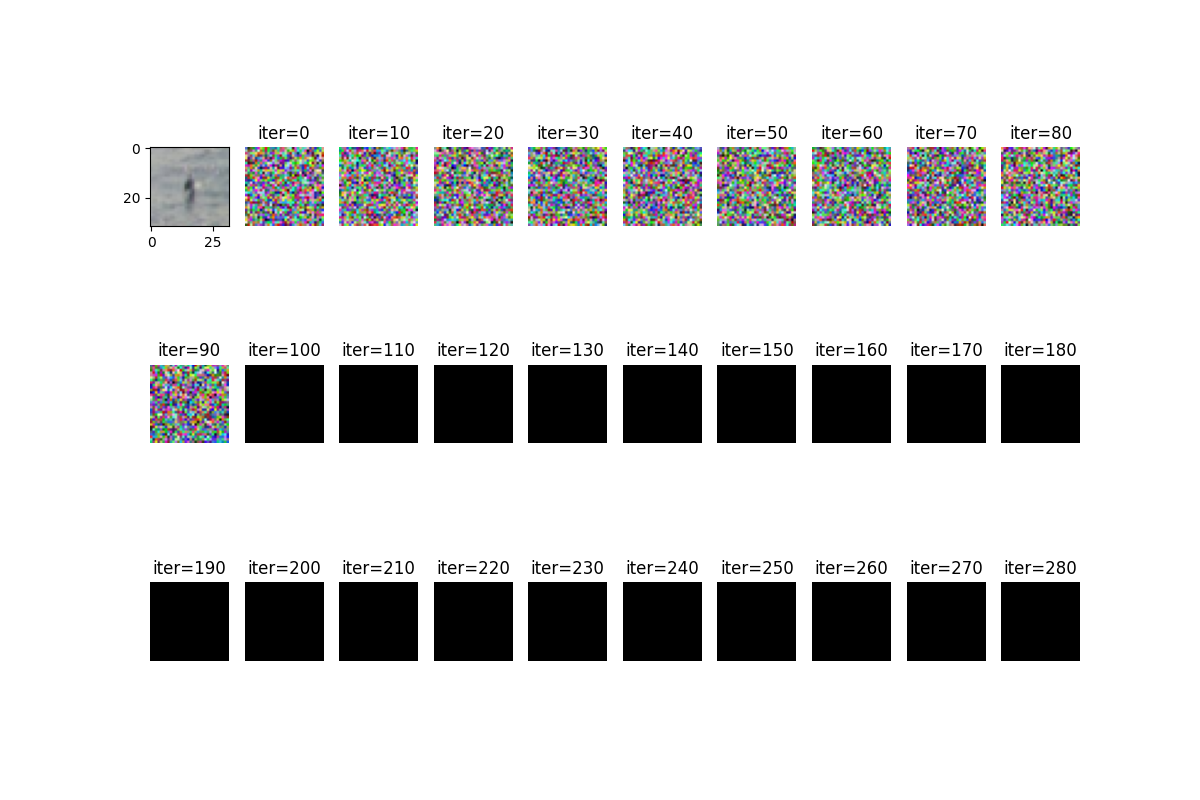 iter=0 iter=10 iter=20 iter=30 iter=40 iter=50 iter=60 iter=70 iter=80
0
20
0 25
iter=90 iter=100 iter=110 iter=120 iter=130 iter=140 iter=150 iter=160 iter=170 iter=180
iter=190 iter=200 iter=210 iter=220 iter=230 iter=240 iter=250 iter=260 iter=270 iter=280